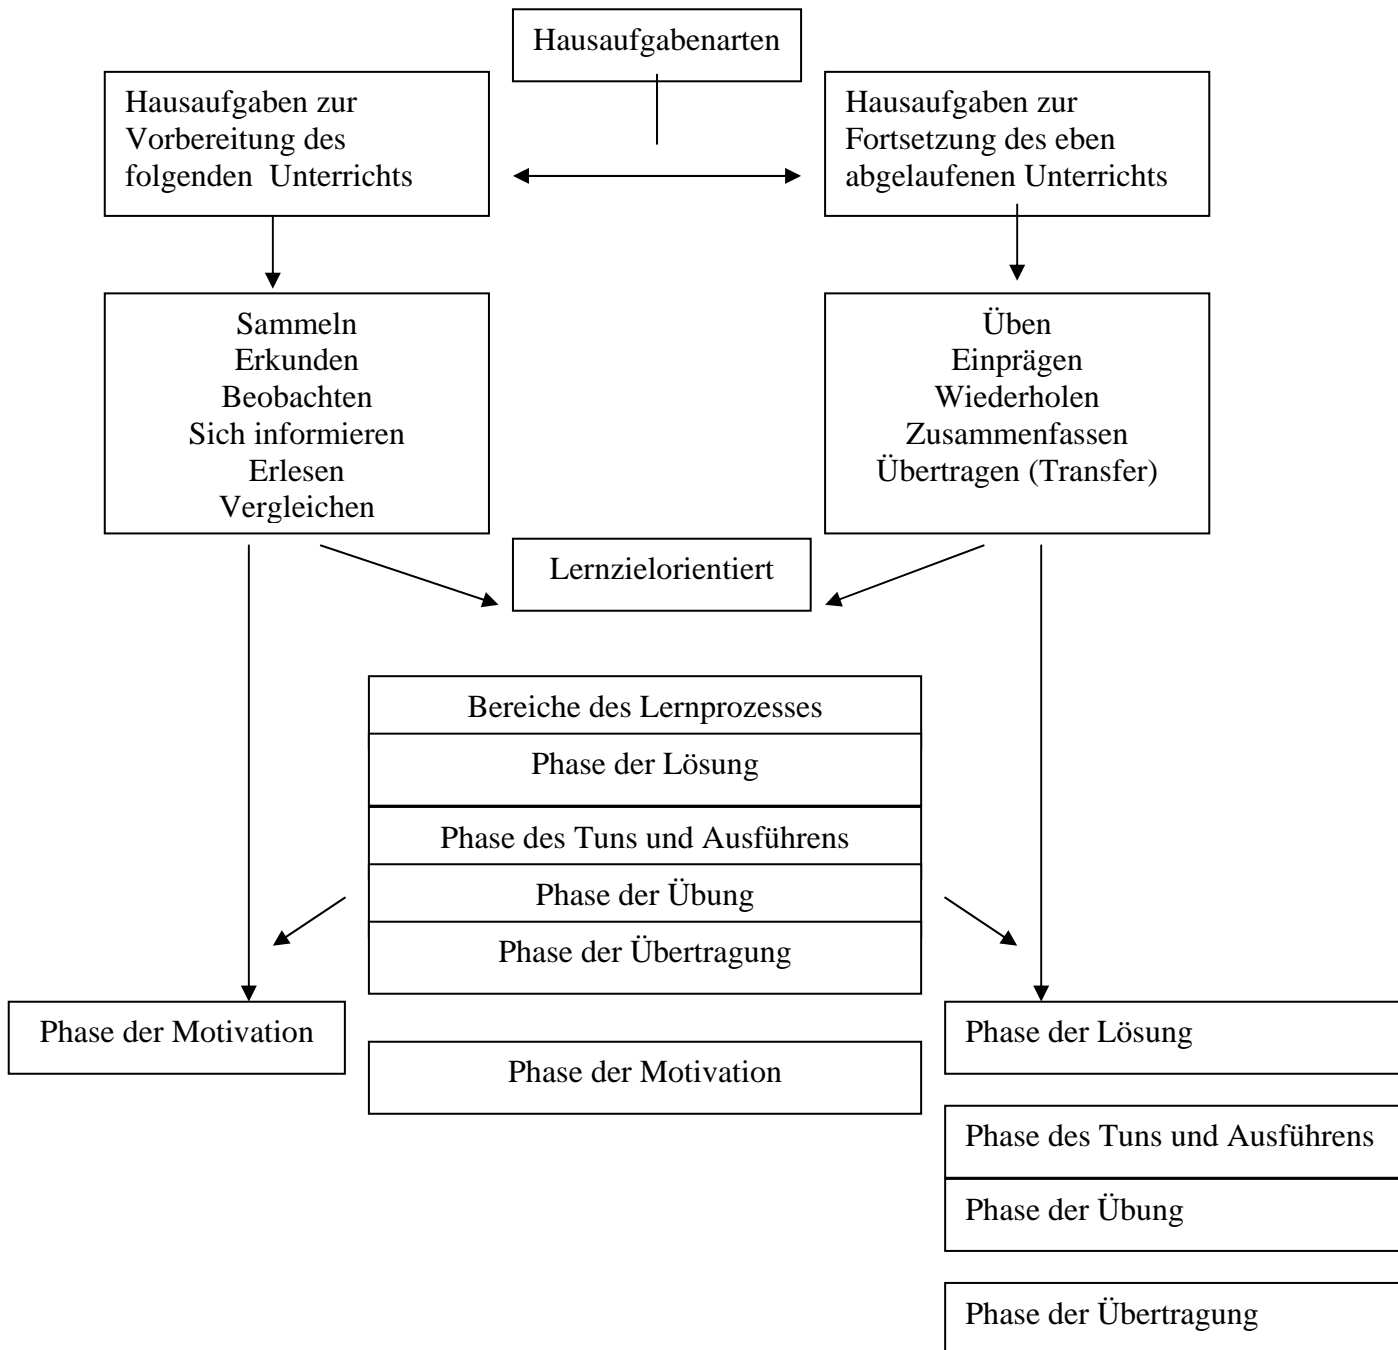 Hausaufgabenarten
Hausaufgaben zur
Vorbereitung des
folgenden Unterrichts
Hausaufgaben zur
Fortsetzung des eben
abgelaufenen Unterrichts
Sammeln
Erkunden
Beobachten
Sich informieren
Erlesen
Vergleichen
Üben
Einprägen
Wiederholen
Zusammenfassen
Übertragen (Transfer)
Lernzielorientiert
Bereiche des Lernprozesses
Phase der Lösung
Phase des Tuns und Ausführens
Phase der Übung
Phase der Übertragung
Phase der Motivation
Phase der Motivation
Phase der Lösung
Phase des Tuns und Ausführens
Phase der Übung
Phase der Übertragung